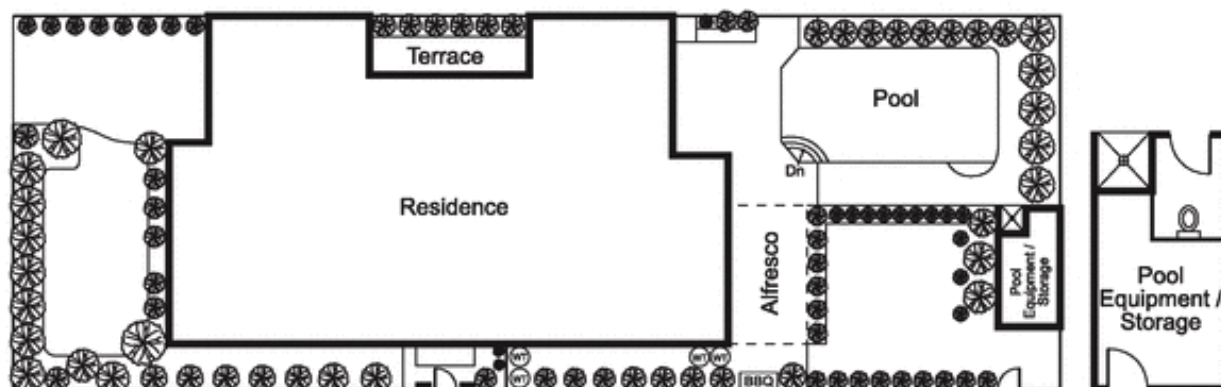 Terrace
Pool
Dn
Residence
Alfresco
Pool
Equipment /
Storage
Pool
Equipment /
Storage
WT
WT
WT
WT
BBQ